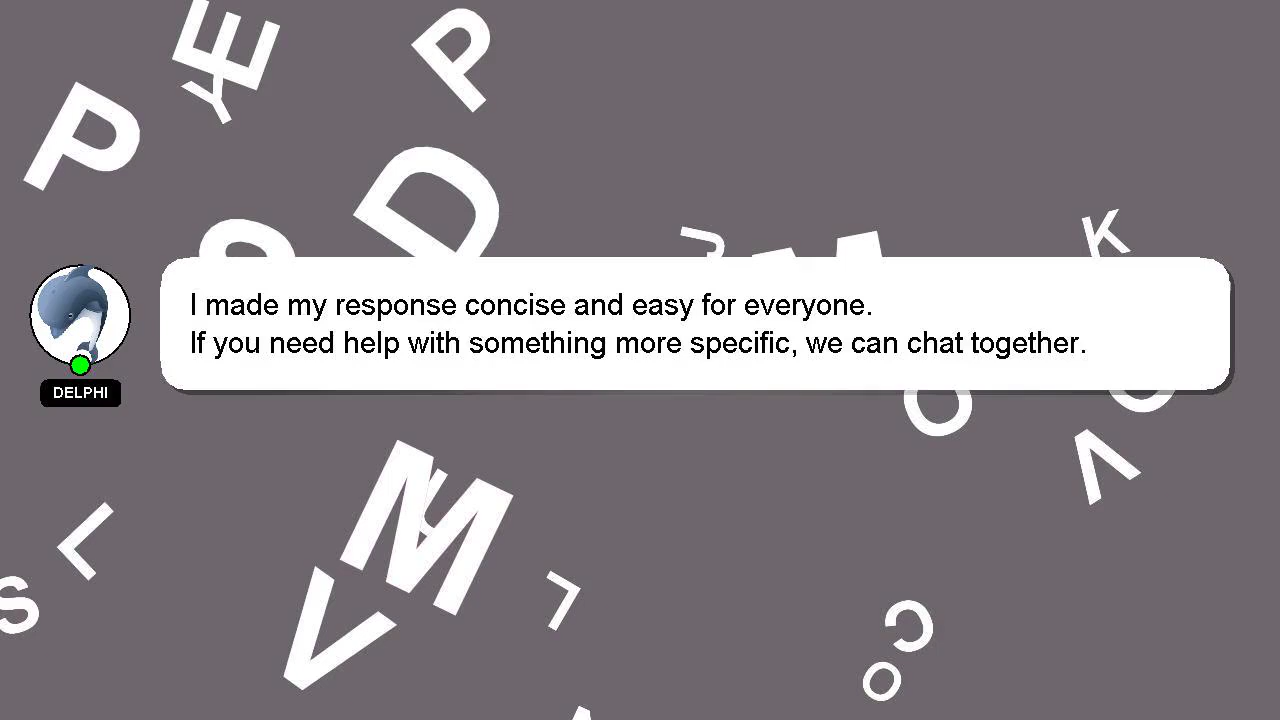 I made my response concise and easy for everyone.
If you need help with something more specific, we can chat together.
DELPHI
P
E
Y
P
D
J
K
O
V
M
L
S
V
L
C
O